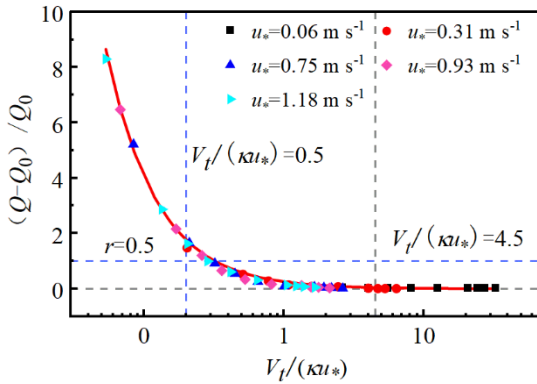 (Q-Q₀)/Q₀
8
6
4
2
0
u*=0.06 m s⁻¹
u*=0.31 m s⁻¹
u*=0.75 m s⁻¹
u*=0.93 m s⁻¹
u*=1.18 m s⁻¹
Vₜ/(κu*)=0.5
r=0.5
Vₜ/(κu*)=4.5
0
1
10
Vₜ/(κu*)